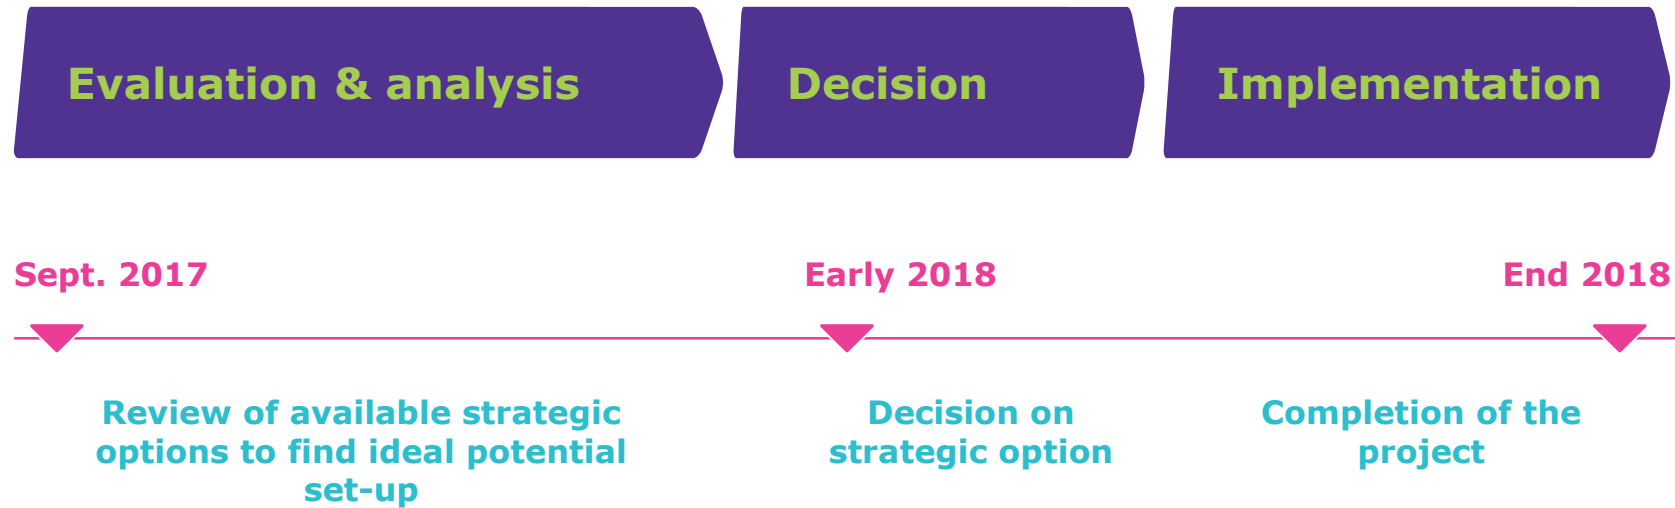 Evaluation & analysis
Decision
Implementation
Sept. 2017
Early 2018
End 2018
Review of available strategic
options to find ideal potential
set-up
Decision on
strategic option
Completion of the
project